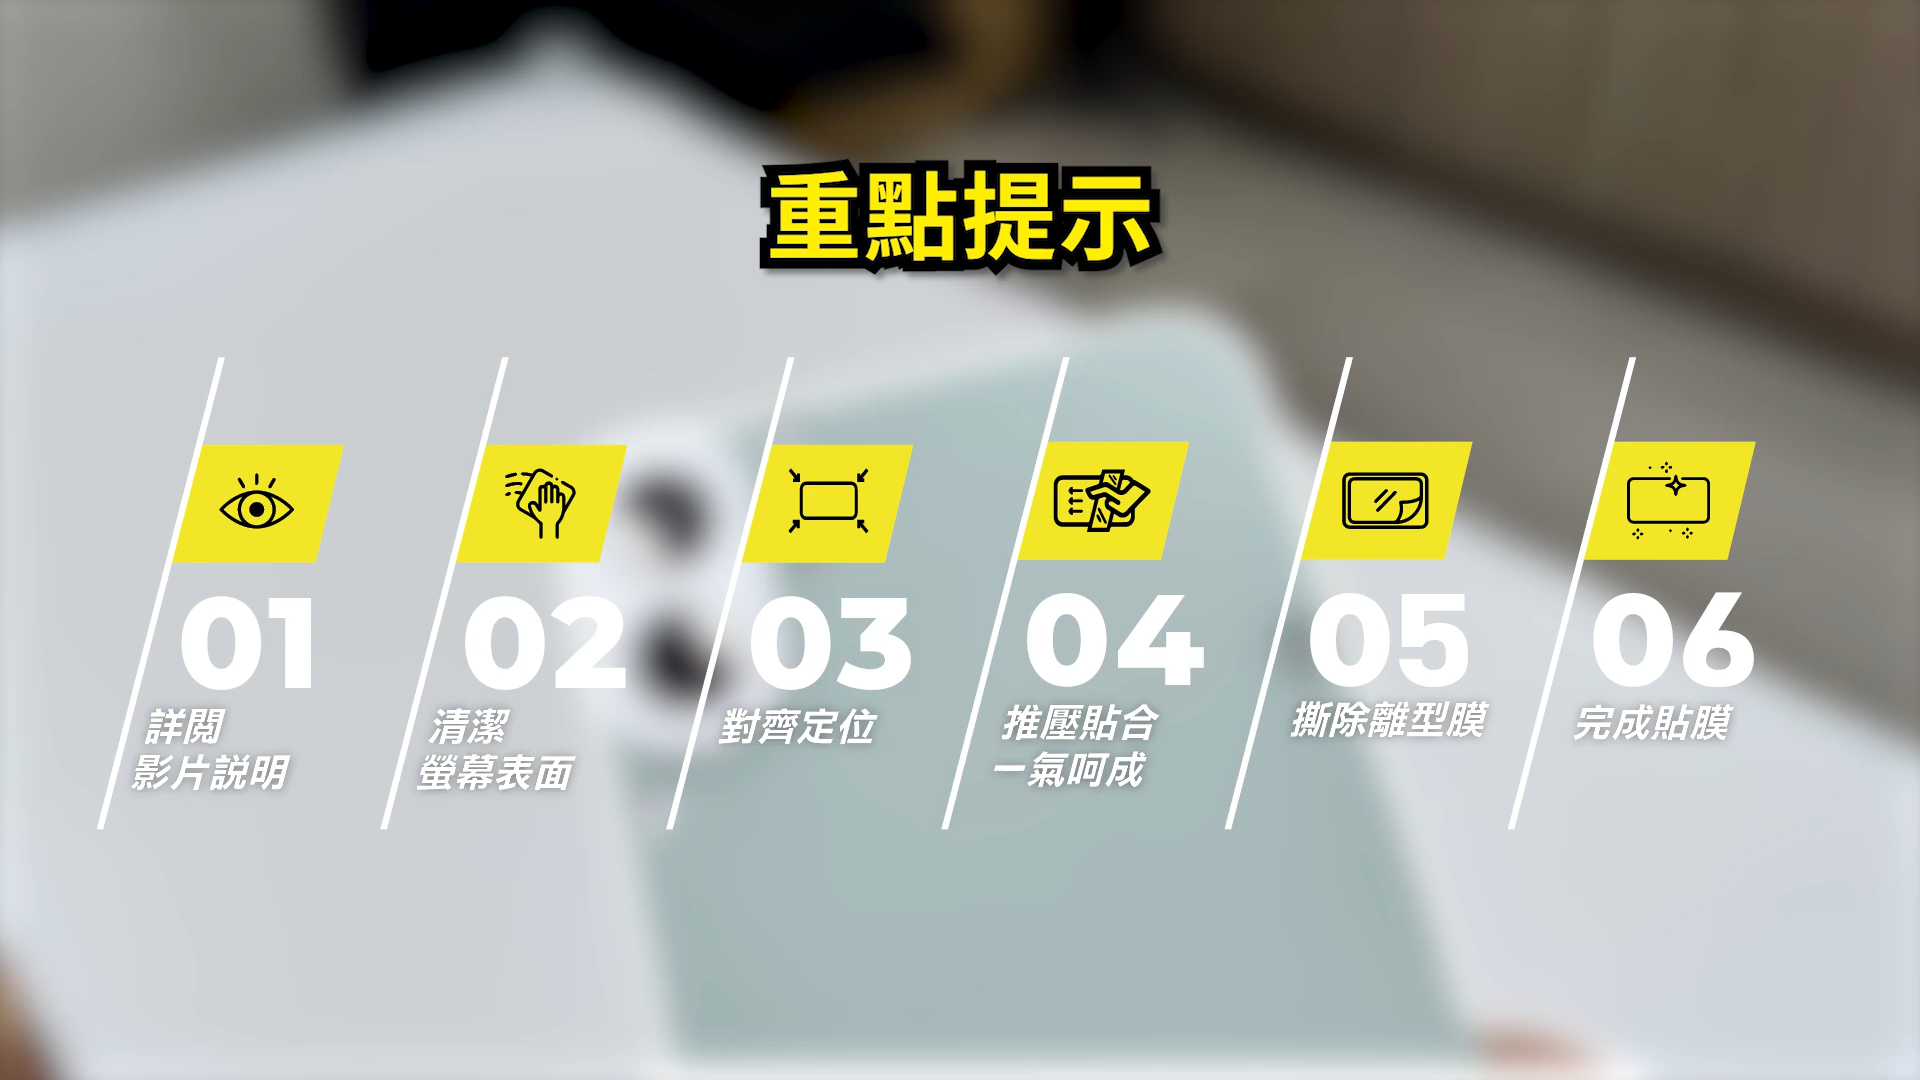 重點提示
01
詳閱
影片說明
02
清潔
螢幕表面
03
對齊定位
04
推壓貼合
一氣呵成
05
撕除離型膜
06
完成貼膜